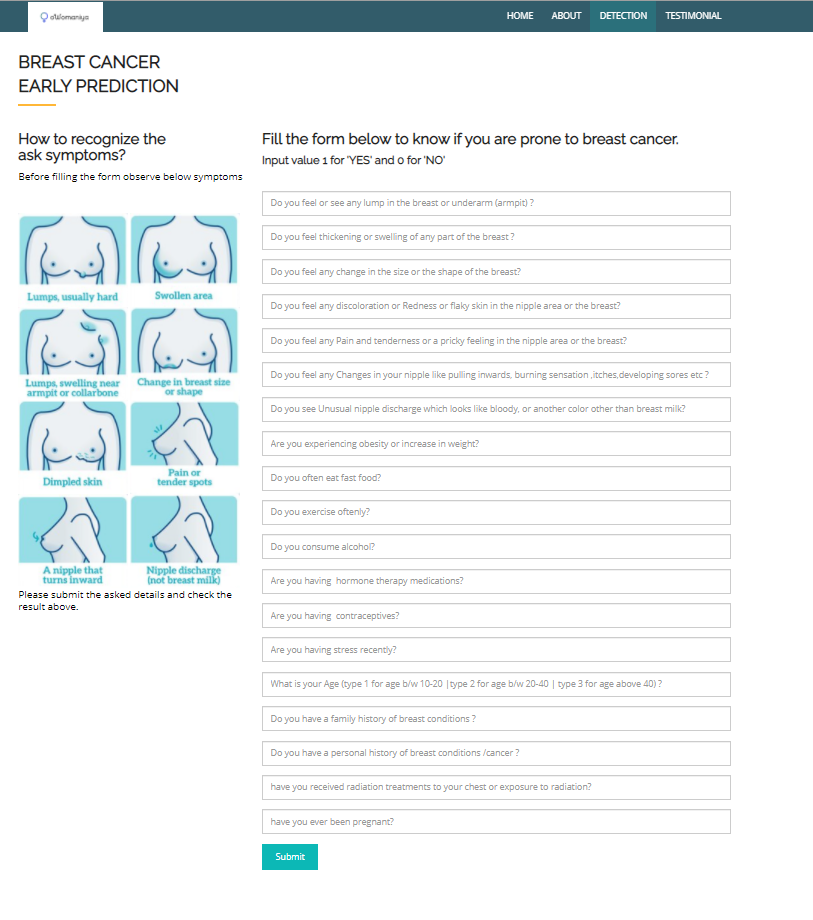 oWomaniya
HOME ABOUT DETECTION TESTIMONIAL
BREAST CANCER
EARLY PREDICTION
How to recognize the
ask symptoms?
Before filling the form observe below symptoms
Lumps, usually hard
Swollen area
Lumps, swelling near
armpit or collarbone
Change in breast size
or shape
Dimpled skin
Pain or
tender spots
A nipple that
turns inward
Nipple discharge
(not breast milk)
Please submit the asked details and check the
result above.
Fill the form below to know if you are prone to breast cancer.
Input value 1 for 'YES' and 0 for 'NO'
Do you feel or see any lump in the breast or underarm (armpit) ?
Do you feel thickening or swelling of any part of the breast ?
Do you feel any change in the size or the shape of the breast?
Do you feel any discoloration or Redness or flaky skin in the nipple area or the breast?
Do you feel any Pain and tenderness or a pricky feeling in the nipple area or the breast?
Do you feel any Changes in your nipple like pulling inwards, burning sensation ,itches,developing sores etc ?
Do you see Unusual nipple discharge which looks like bloody, or another color other than breast milk?
Are you experiencing obesity or increase in weight?
Do you often eat fast food?
Do you exercise oftenly?
Do you consume alcohol?
Are you having hormone therapy medications?
Are you having contraceptives?
Are you having stress recently?
What is your Age (type 1 for age b/w 10-20 |type 2 for age b/w 20-40 | type 3 for age above 40) ?
Do you have a family history of breast conditions ?
Do you have a personal history of breast conditions /cancer ?
have you received radiation treatments to your chest or exposure to radiation?
have you ever been pregnant?
Submit